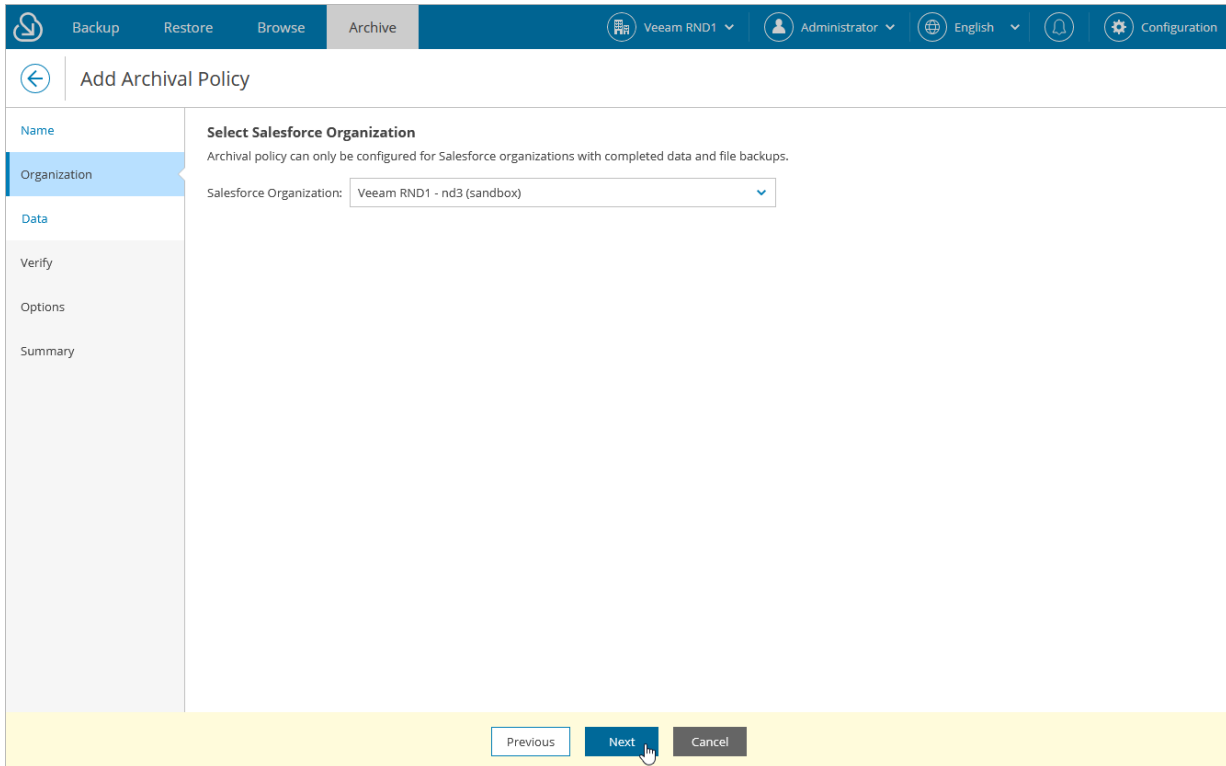 Backup Restore Browse Archive Veeam RND1 Administrator English Configuration
Add Archival Policy
Name
Organization
Data
Verify
Options
Summary
Select Salesforce Organization
Archival policy can only be configured for Salesforce organizations with completed data and file backups.
Salesforce Organization: Veeam RND1 - nd3 (sandbox)
Previous Next Cancel